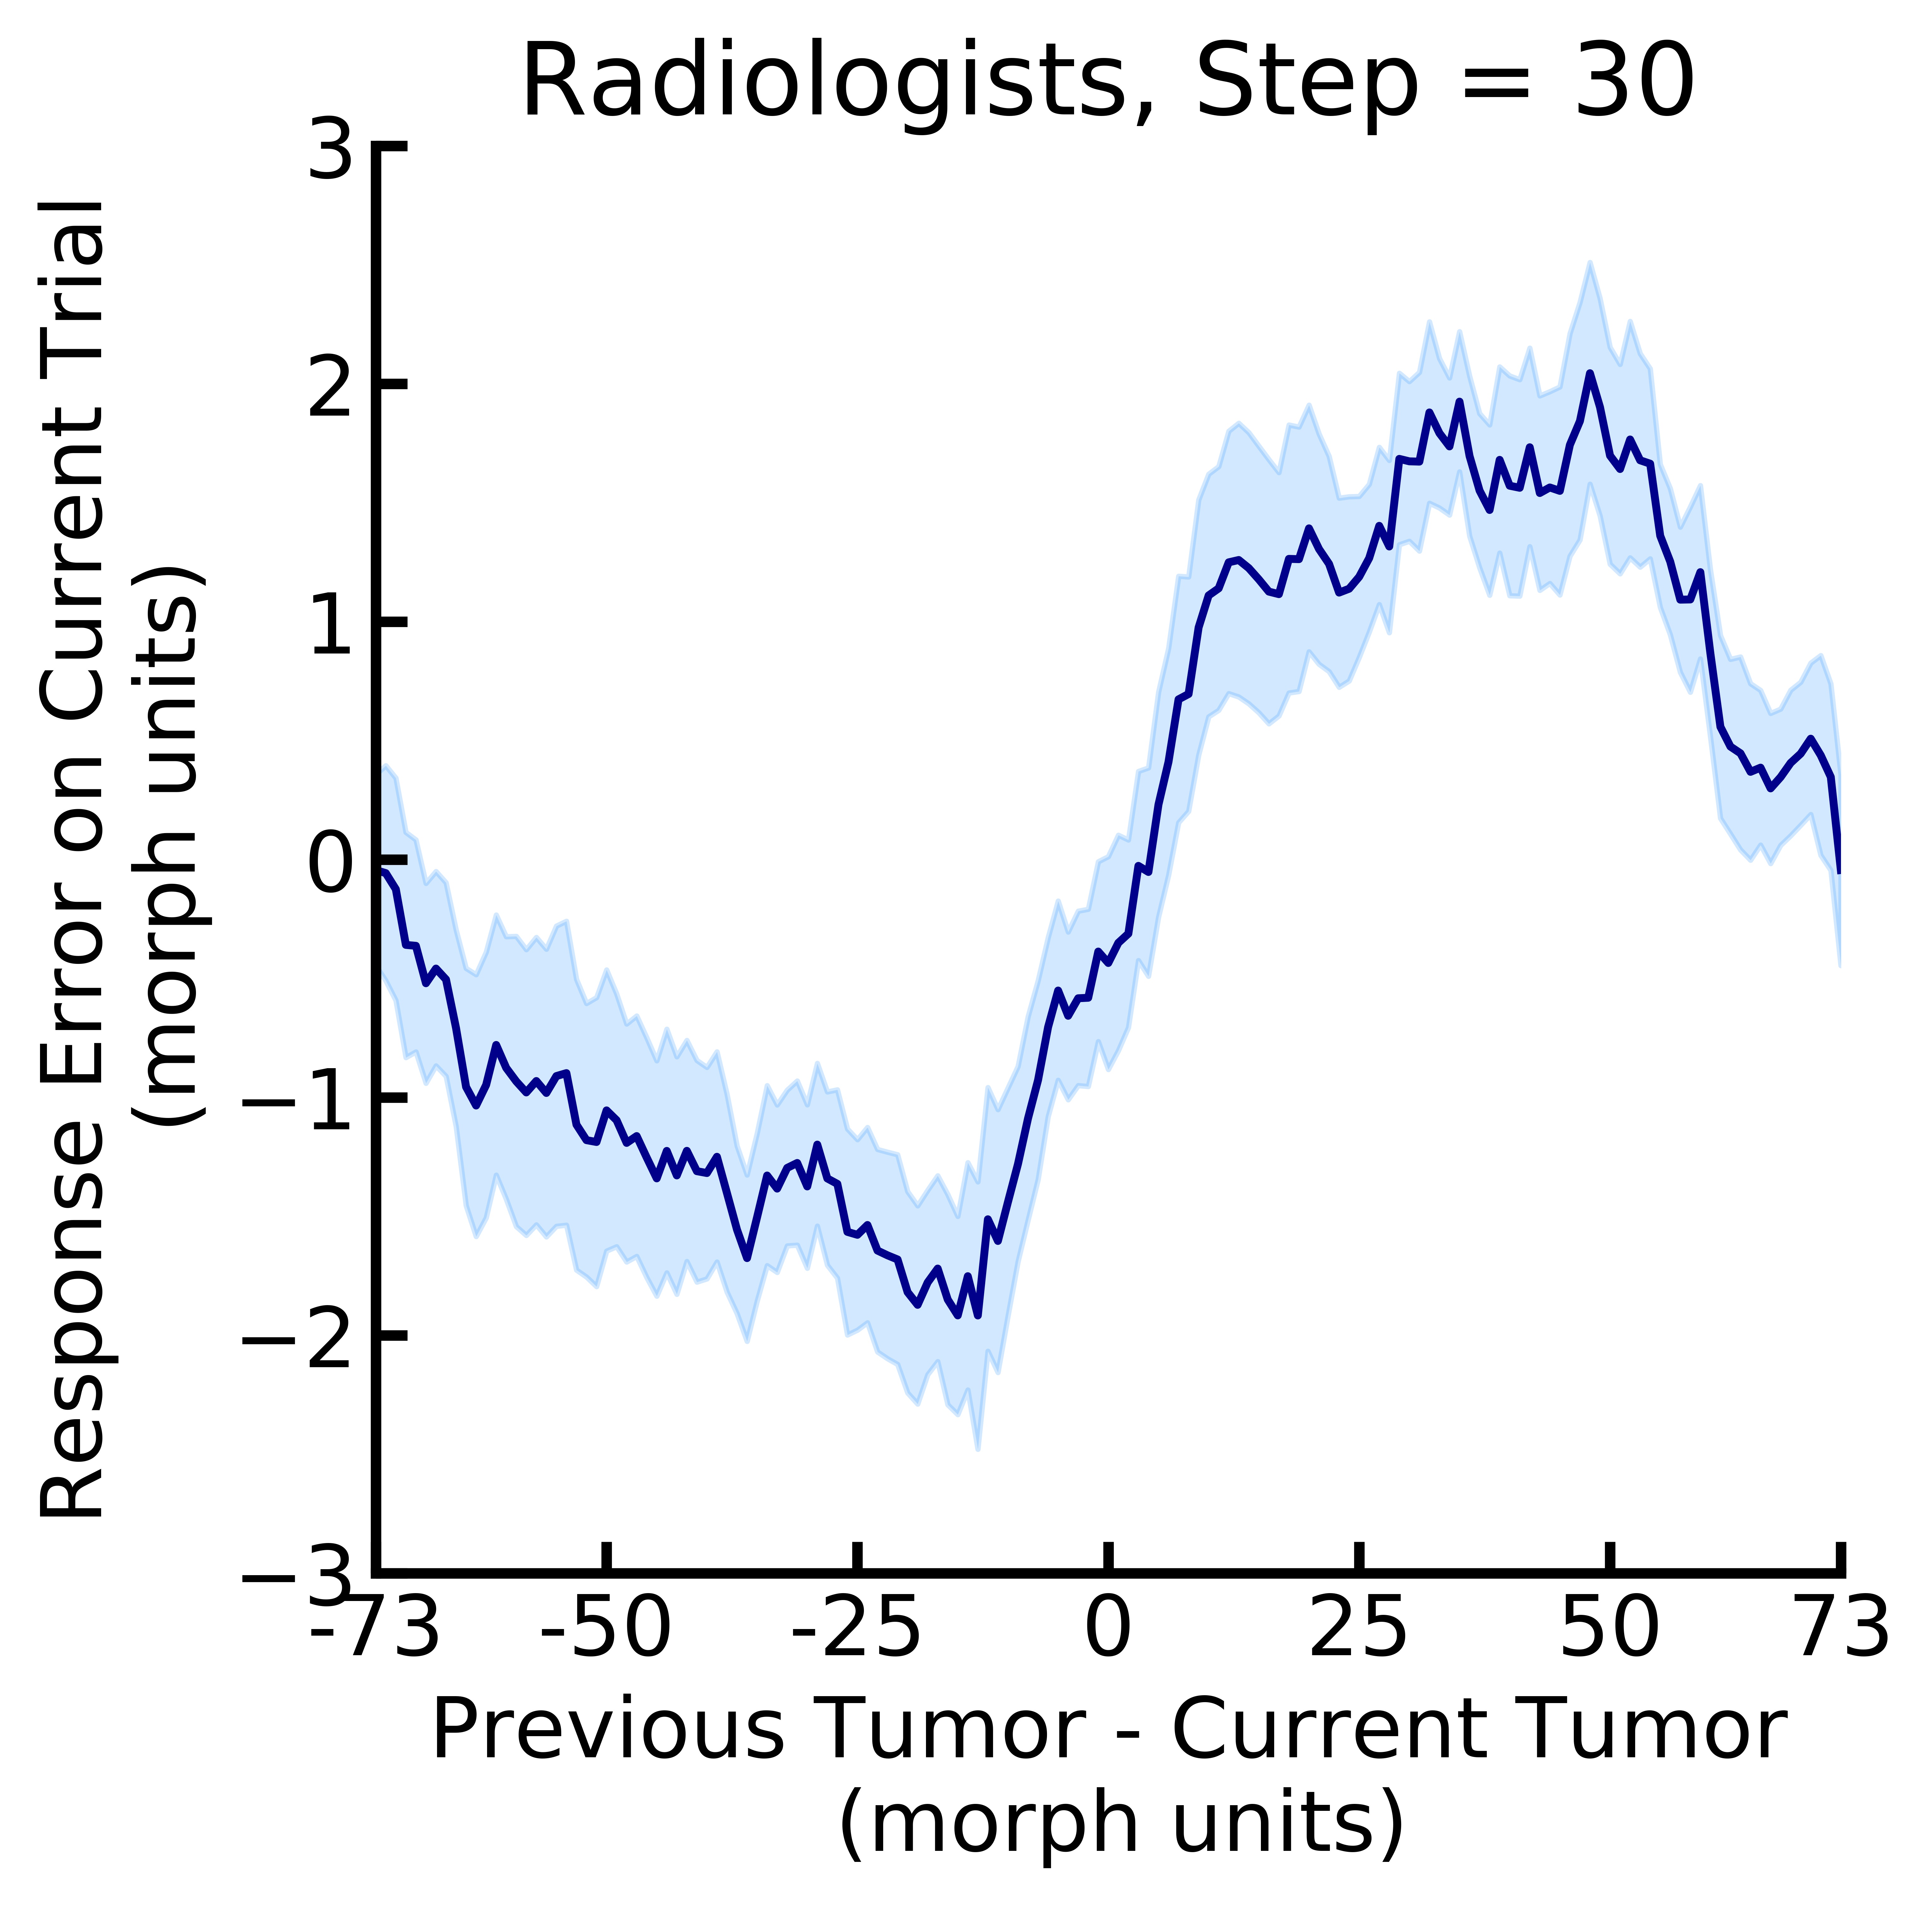 Radiologists, Step = 30
Response Error on Current Trial
(morph units)
3
2
1
0
−1
−2
−3
-73 -50 -25 0 25 50 73
Previous Tumor - Current Tumor
(morph units)